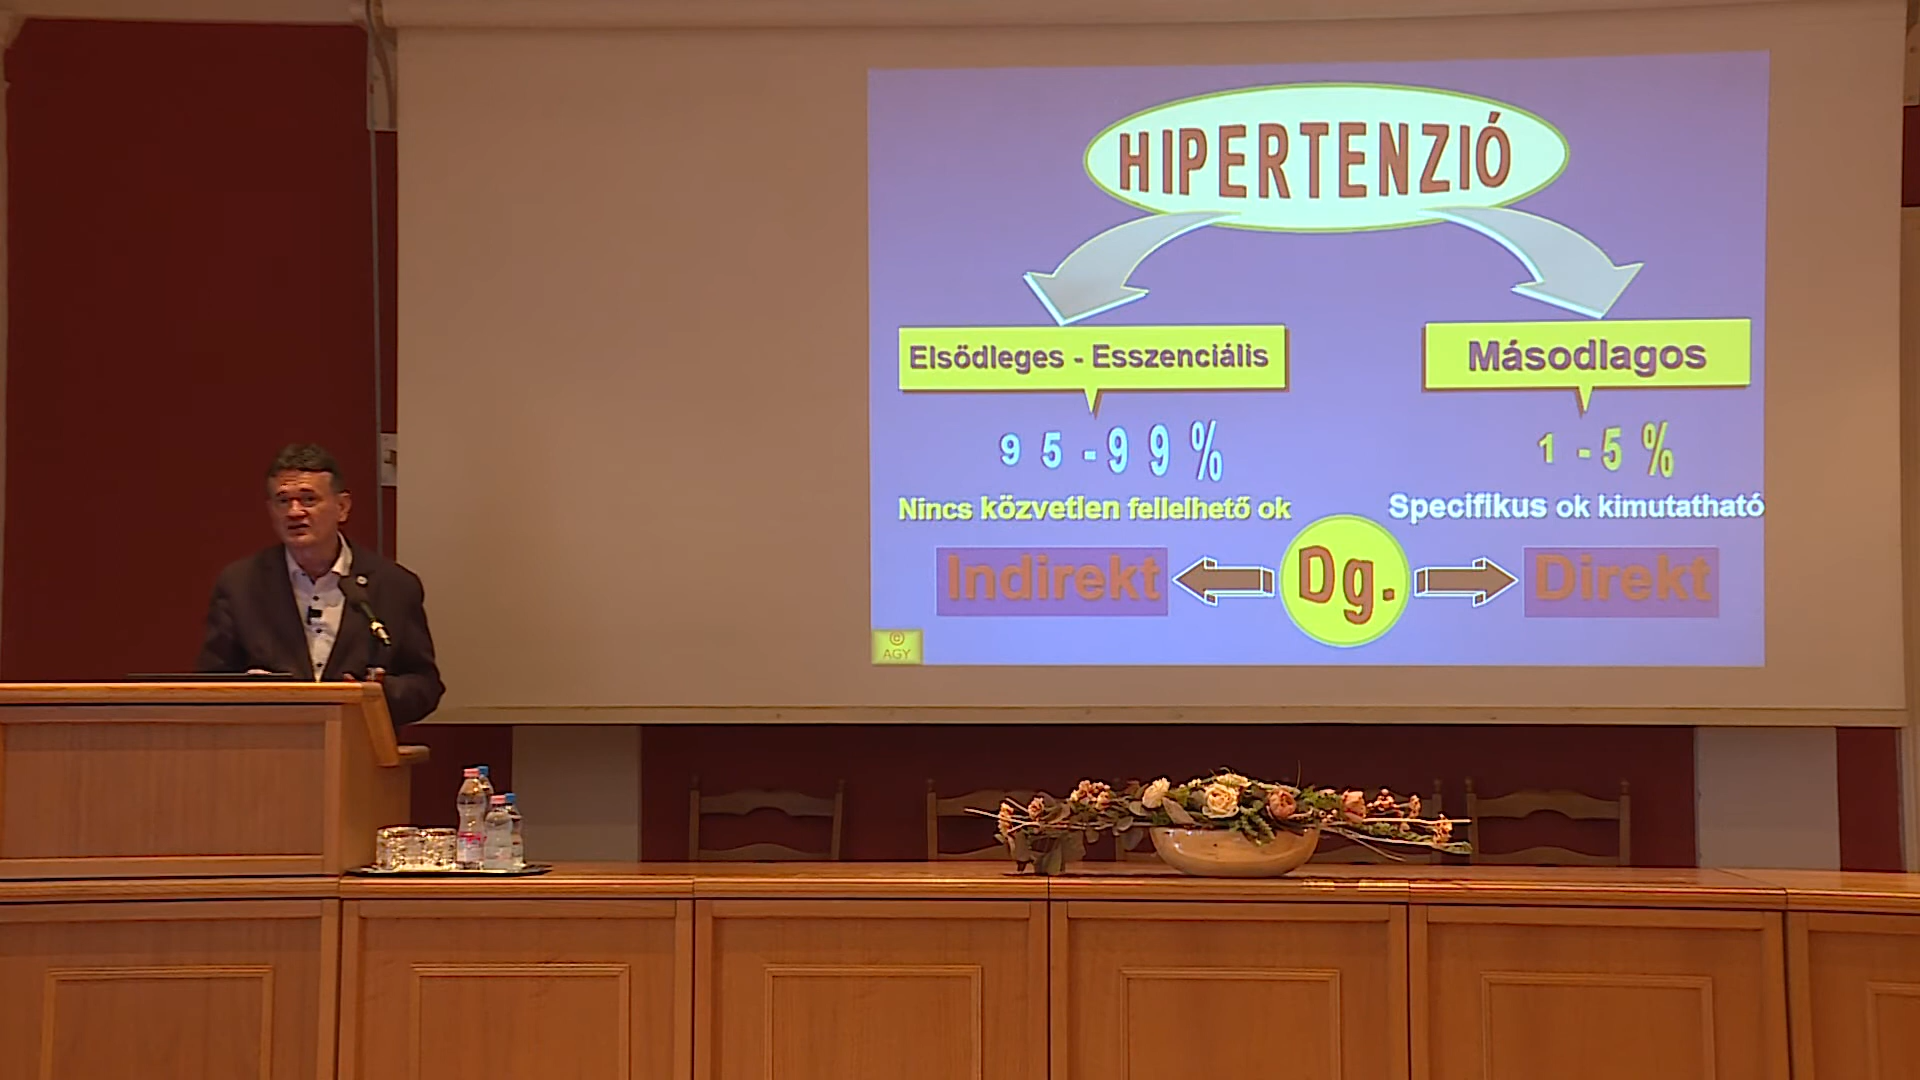 HIPERTENZIÓ
Elsődleges - Esszenciális
Másodlagos
95-99%
1-5%
Nincs közvetlen fellelhető ok
Specifikus ok kimutatható
Indirekt
Dg.
Direkt
©
AGY